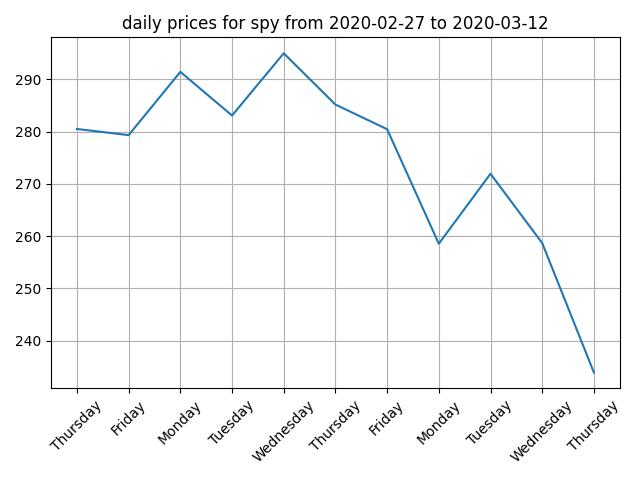 daily prices for spy from 2020-02-27 to 2020-03-12
290
280
270
260
250
240
Thursday
Friday
Monday
Tuesday
Wednesday
Thursday
Friday
Monday
Tuesday
Wednesday
Thursday